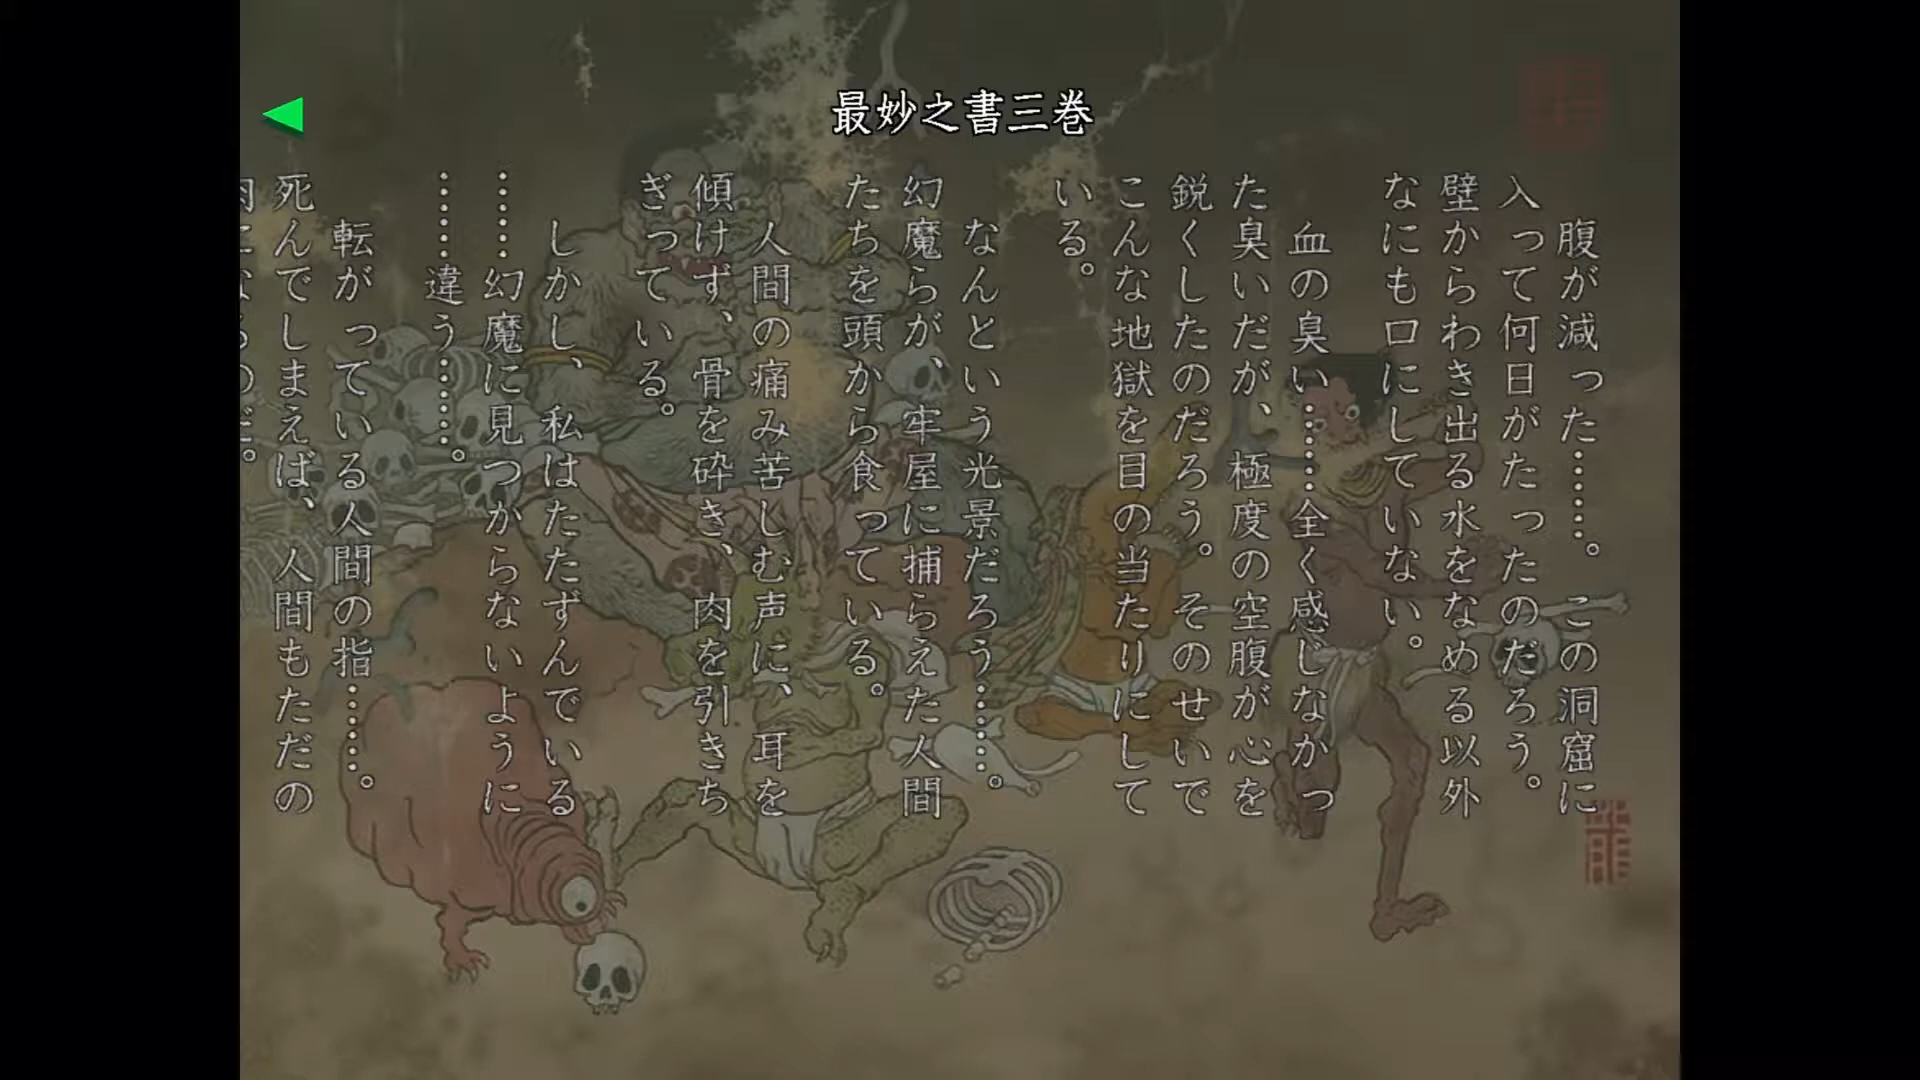 最妙之書三巻
腹が減った………。この洞窟に
入って何日がたったのだろう。
壁からわき出る水をなめる以外
なにも口にしていない。
血の臭い……全く感じなかっ
た臭いだが、極度の空腹が心を
鋭くしたのだろう。そのせいで
こんな地獄を目の当たりにして
いる。
なんという光景だろう……。
幻魔らが、牢屋に捕らえた人間
たちを頭から食っている。
人間の痛み苦しむ声に、耳を
傾けず、骨を砕き、肉を引きち
ぎっている。
しかし、私はたたずんでいる
……幻魔に見つからないように
……違う……。
転がっている人間の指……。
死んでしまえば、人間もただの
肉になるのだ。